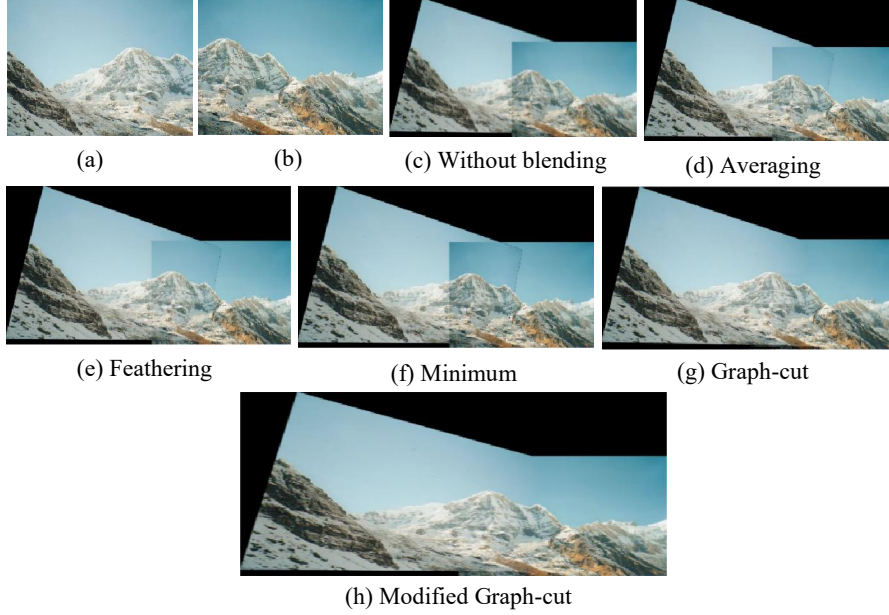 (a)
(b)
(c) Without blending
(d) Averaging
(e) Feathering
(f) Minimum
(g) Graph-cut
(h) Modified Graph-cut